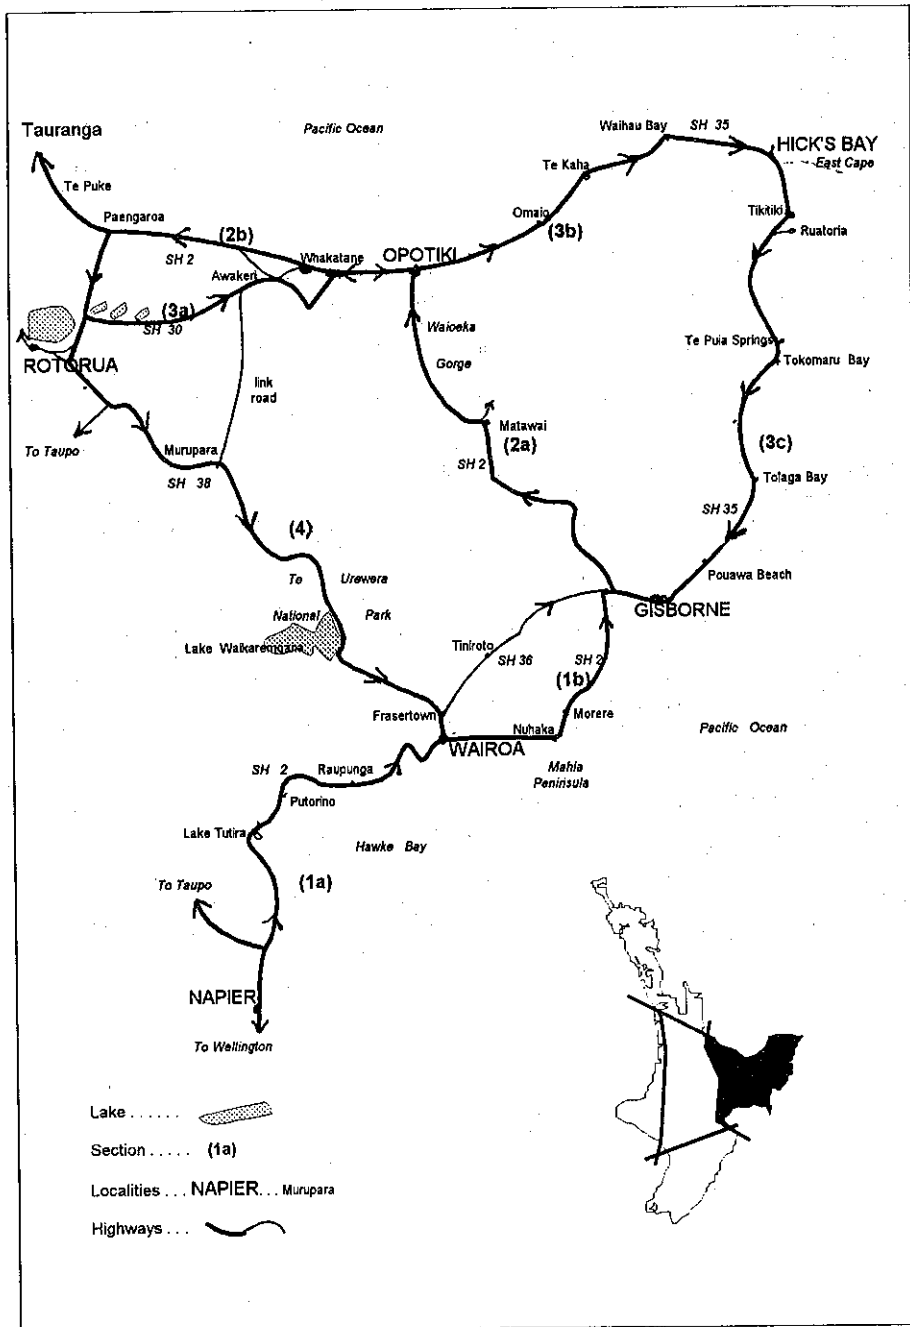 Tauranga
Pacific Ocean
Waihau Bay
SH 35
HICK'S BAY
East Cape
Te Kaha
Te Puke
Omaio
Tikitiki
Paengaroa
(2b)
(3b)
Ruatoria
SH 2
Whakatane
OPOTIKI
Awakeri
(3a)
SH 30
Waioeka
Gorge
Te Puia Springs
ROTORUA
link
road
Tokomaru Bay
Matawai
(2a)
(3c)
To Taupo
Murupara
SH 38
SH 2
Tolaga Bay
SH 35
(4)
Te Urewera
National Park
Pouawa Beach
GISBORNE
Lake Waikaremoana
Tiniroto
SH 36
SH 2
(1b)
Frasertown
Morere
Nuhaka
WAIROA
Pacific Ocean
SH 2
Raupunga
Mahia
Peninsula
Putorino
Lake Tutira
Hawke Bay
To Taupo
(1a)
NAPIER
To Wellington
Lake . . . . . .
Section . . . . . (1a)
Localities . . . NAPIER . . . Murupara
Highways . . .